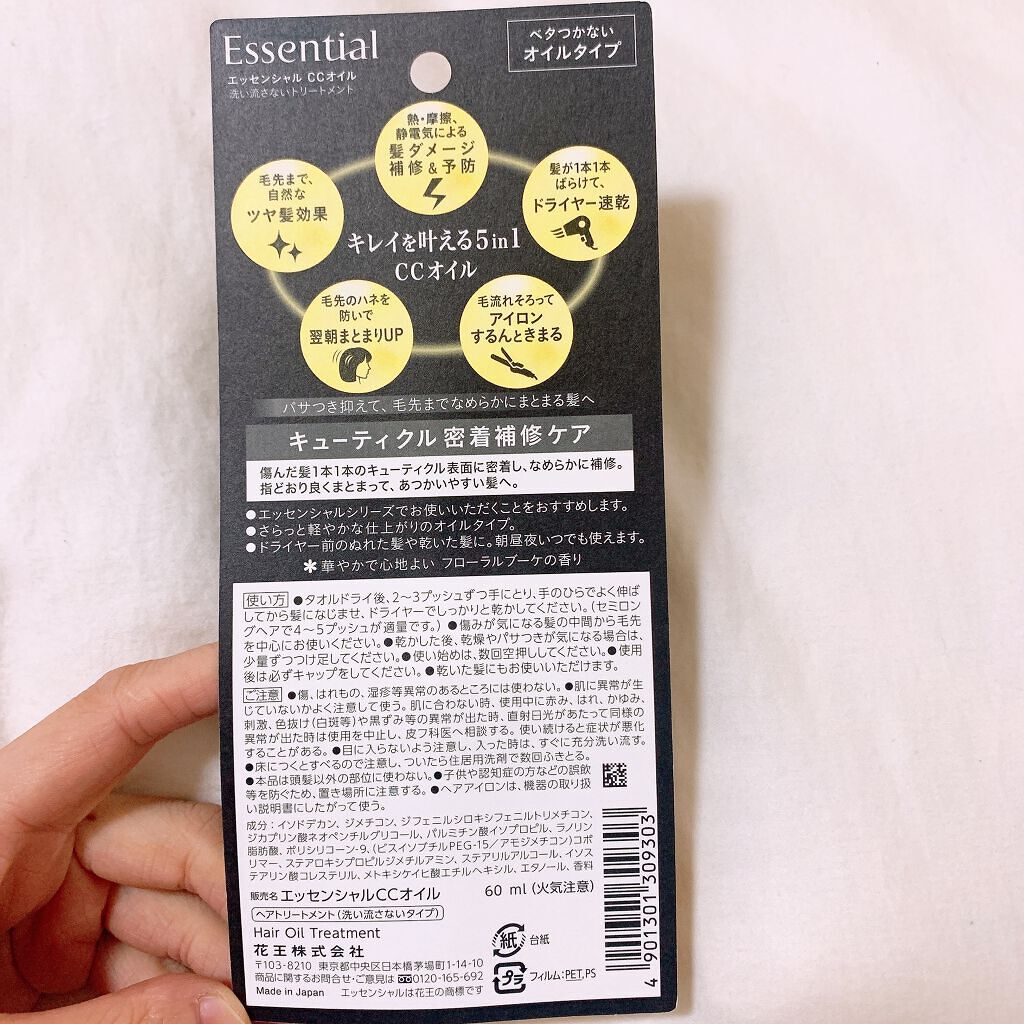 Essential
エッセンシャル CCオイル
洗い流さないトリートメント
ベタつかない
オイルタイプ
熱・摩擦、
静電気による
髪ダメージ
補修&予防
毛先まで、
自然な
ツヤ髪効果
髪が1本1本
ばらけて、
ドライヤー速乾
キレイを叶える5in1
CCオイル
毛先のハネを
防いで
翌朝まとまりUP
毛流れそろって
アイロン
するんときまる
パサつき抑えて、毛先までなめらかにまとまる髪へ
キューティクル 密着補修ケア
傷んだ髪1本1本のキューティクル表面に密着し、なめらかに補修。
指どおり良くまとまって、あつかいやすい髪へ。
●エッセンシャルシリーズでお使いいただくことをおすすめします。
●さらっと軽やかな仕上がりのオイルタイプ。
●ドライヤー前のぬれた髪や乾いた髪に。朝昼夜いつでも使えます。
＊華やかで心地よい フローラルブーケの香り
使い方 ●タオルドライ後、2～3プッシュずつ手にとり、手のひらでよく伸ば
してから髪になじませ、ドライヤーでしっかりと乾かしてください。(セミロン
グヘアで4～5プッシュが適量です。) ●傷みが気になる髪の中間から毛先
を中心にお使いください。●乾かした後、乾燥やパサつきが気になる場合は、
少量ずつつけ足してください。●使い始めは、数回空押ししてください。●使用
後は必ずキャップをしてください。●乾いた髪にもお使いいただけます。
ご注意 ●傷、はれもの、湿疹等異常のあるところには使わない。●肌に異常が生
じていないかよく注意して使う。肌に合わない時、使用中に赤み、はれ、かゆみ、
刺激、色抜け(白斑等)や黒ずみ等の異常が出た時、直射日光があたって同様の
異常が出た時は使用を中止し、皮フ科医へ相談する。使い続けると症状が悪化
することがある。●目に入らないよう注意し、入った時は、すぐに充分洗い流す。
●床につくとすべるので注意し、ついたら住居用洗剤で数回ふきとる。
●本品は頭髪以外の部位に使わない。●子供や認知症の方などの誤飲
等を防ぐため、置き場所に注意する。●ヘアアイロンは、機器の取り扱
い説明書にしたがって使う。
成分：イソドデカン、ジメチコン、ジフェニルシロキシフェニルトリメチコン、
ジカプリン酸ネオペンチルグリコール、パルミチン酸イソプロピル、ラノリン
脂肪酸、ポリシリコーン-9、(ビスイソブチルPEG-15／アモジメチコン)コポ
リマー、ステアロキシプロピルジメチルアミン、ステアリルアルコール、イソス
テアリン酸コレステリル、メトキシケイヒ酸エチルヘキシル、エタノール、香料
販売名 エッセンシャルCCオイル
60 ml (火気注意)
ヘアトリートメント(洗い流さないタイプ)
Hair Oil Treatment
花王株式会社
〒103-8210 東京都中央区日本橋茅場町1-14-10
商品に関するお問合せ・ご意見は 0120-165-692
Made in Japan エッセンシャルは花王の商標です
紙 台紙
プラ フィルム：PET, PS
4 901301 309303